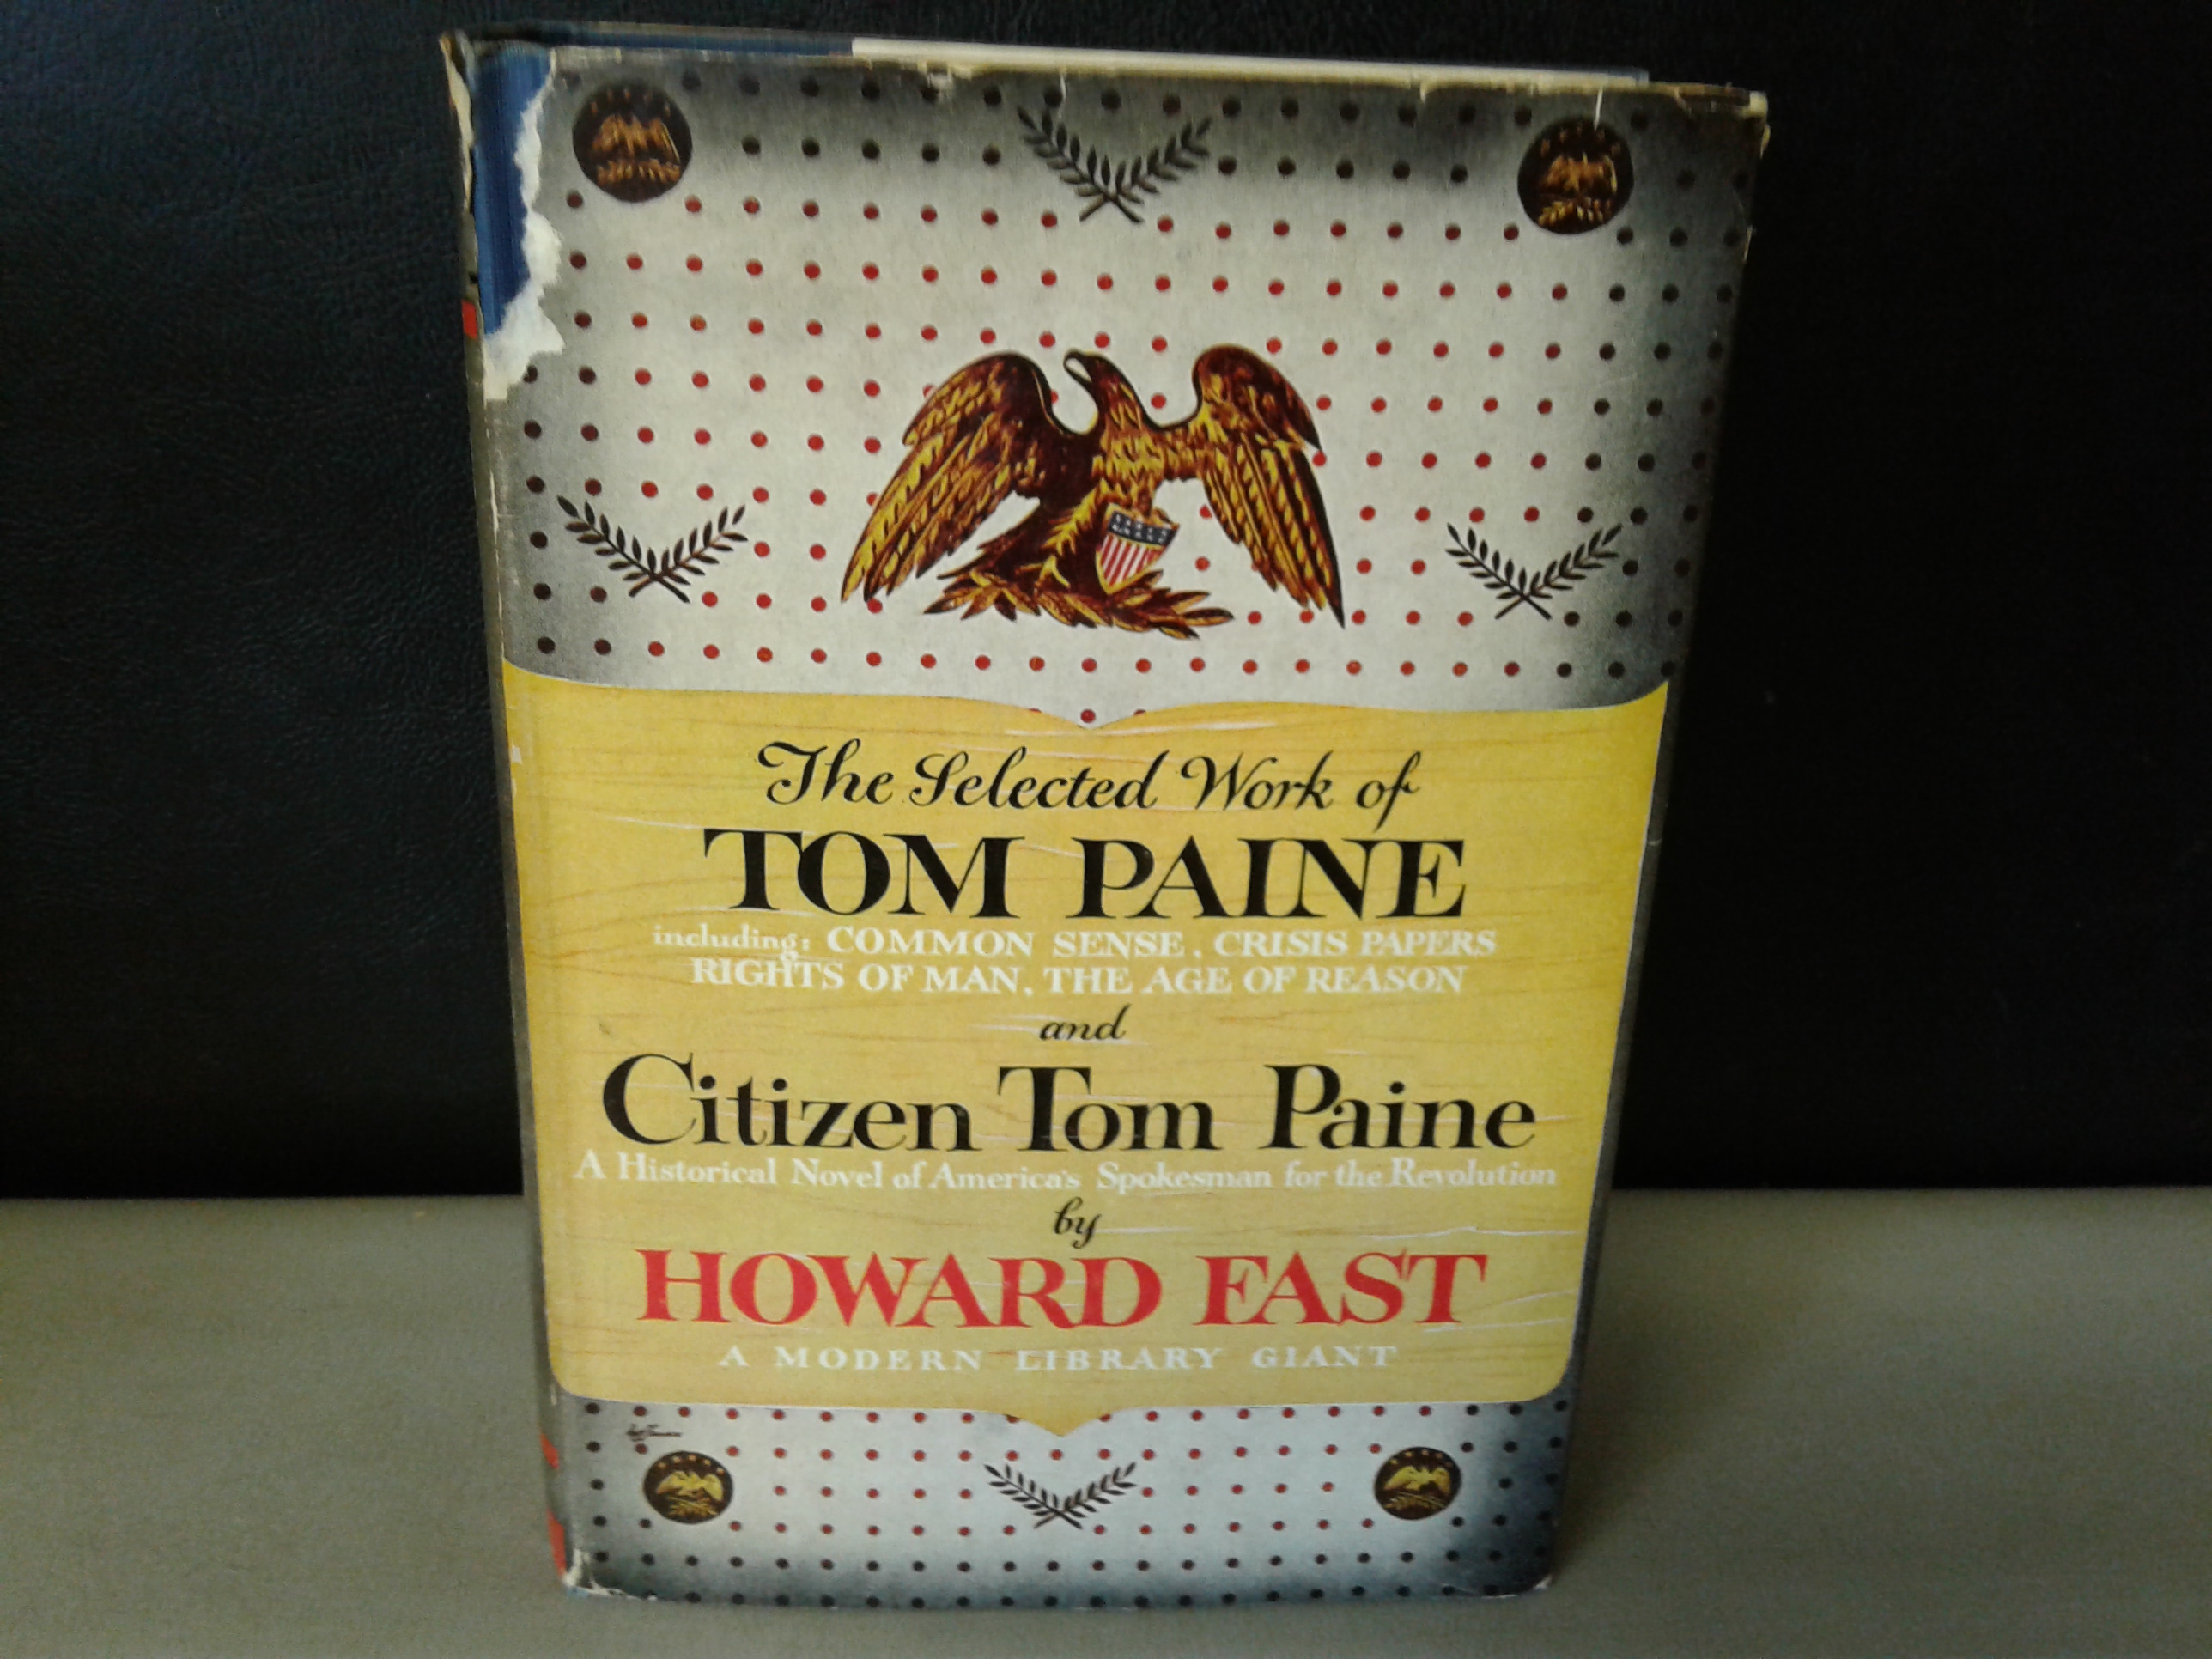 The Selected Work of
TOM PAINE
including: COMMON SENSE, CRISIS PAPERS
RIGHTS OF MAN, THE AGE OF REASON
and
Citizen Tom Paine
A Historical Novel of America's Spokesman for the Revolution
by
HOWARD FAST
A MODERN LIBRARY GIANT